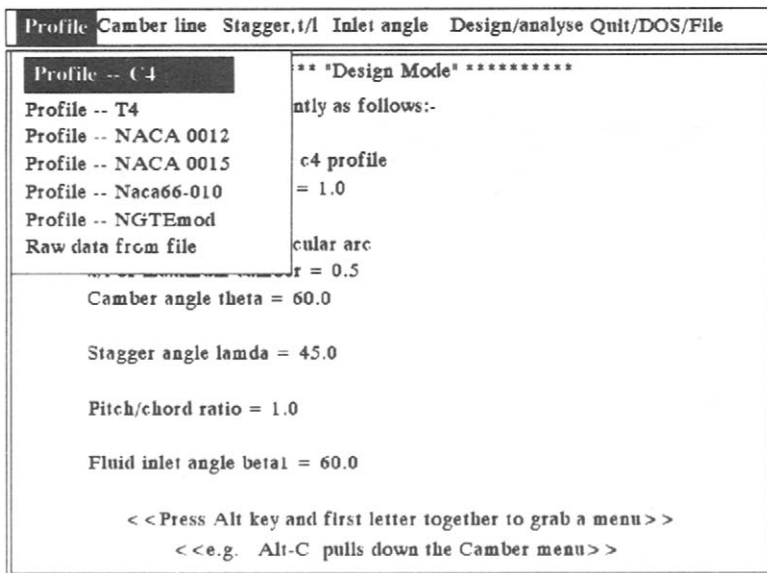 Profile Camber line Stagger,t/l Inlet angle Design/analyse Quit/DOS/File
Profile -- C4
*** "Design Mode" **********
Profile -- T4
ntly as follows:-
Profile -- NACA 0012
Profile -- NACA 0015
c4 profile
Profile -- Naca66-010
= 1.0
Profile -- NGTEmod
Raw data from file
cular arc
= 0.5
Camber angle theta = 60.0
Stagger angle lamda = 45.0
Pitch/chord ratio = 1.0
Fluid inlet angle beta1 = 60.0
< <Press Alt key and first letter together to grab a menu> >
< <e.g. Alt-C pulls down the Camber menu> >